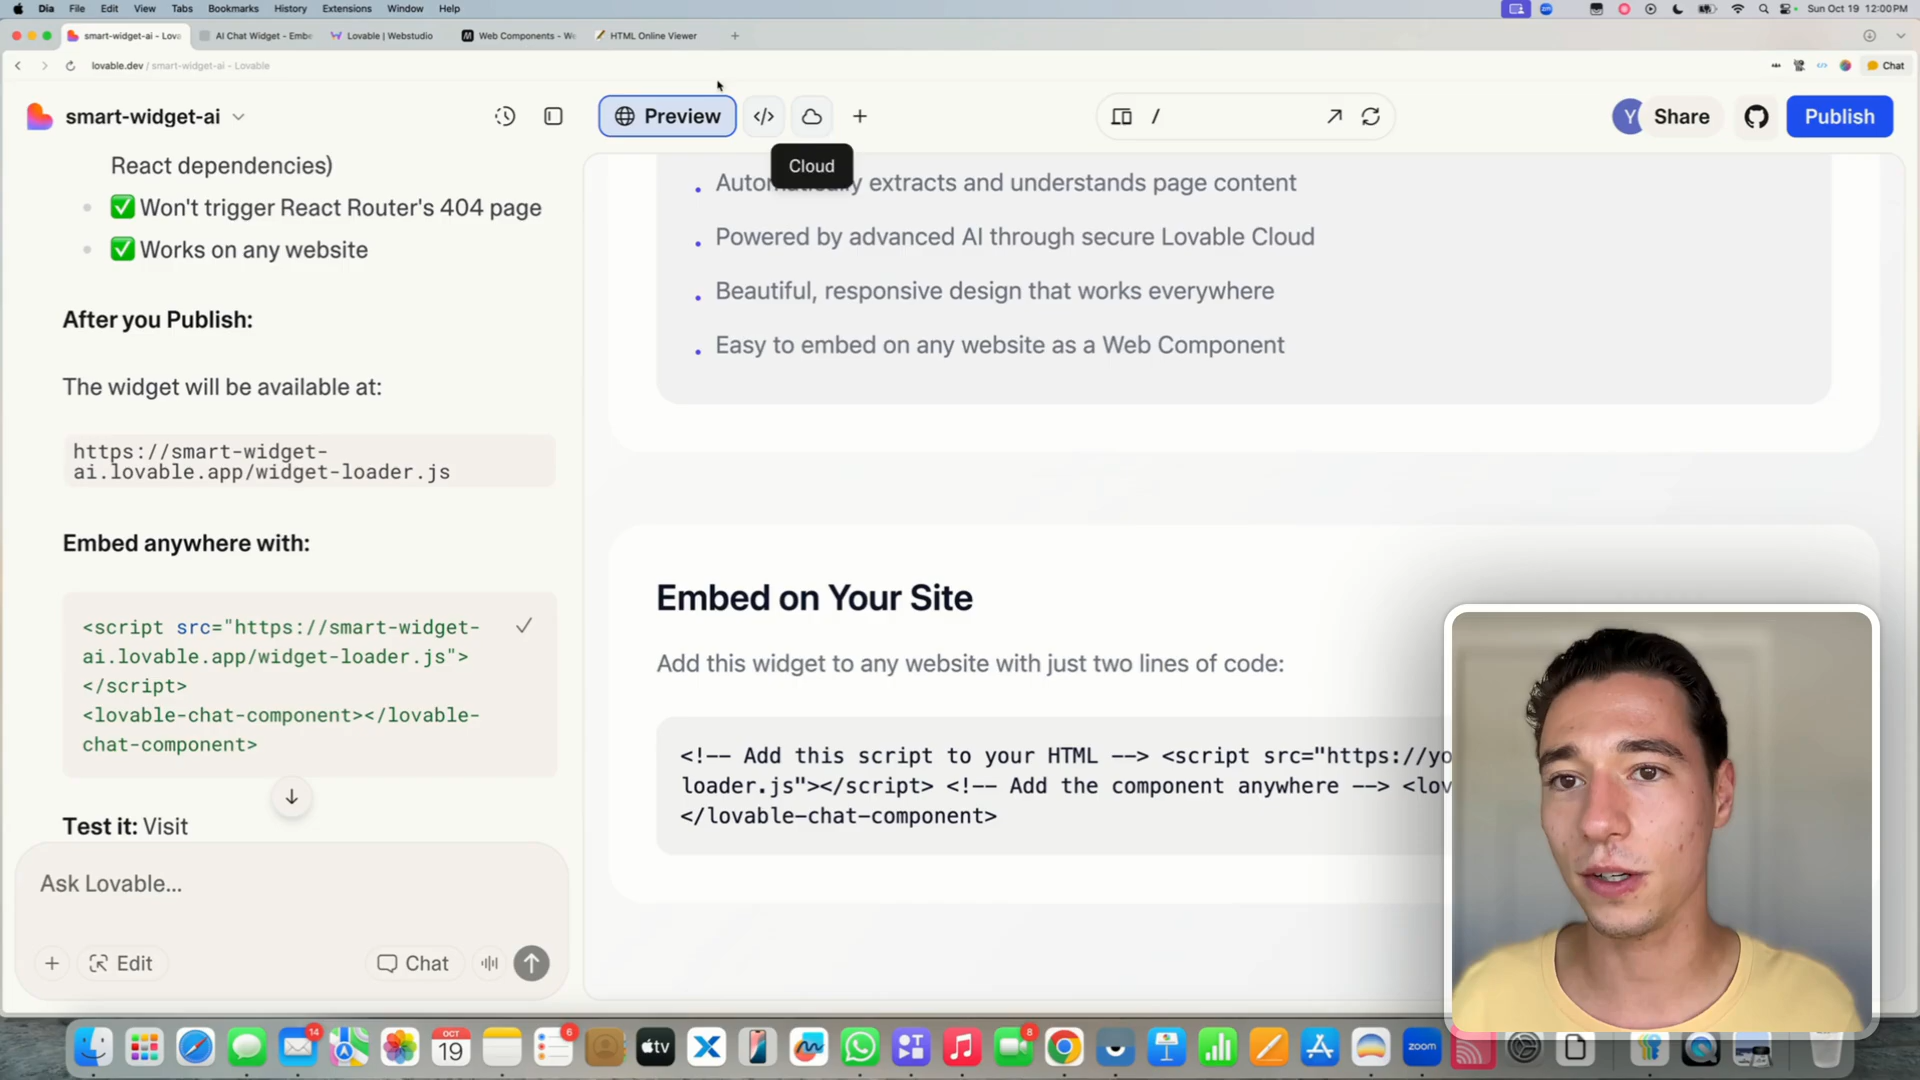 Dia File Edit View Tabs Bookmarks History Extensions Window Help
Sun Oct 19 12:00PM
smart-widget-ai - Lova
AI Chat Widget - Embe
Lovable | Webstudio
Web Components - We
HTML Online Viewer
lovable.dev / smart-widget-ai - Lovable
Chat
smart-widget-ai
Preview
/
Y
Share
Publish
Cloud
React dependencies)
Won't trigger React Router's 404 page
Works on any website
After you Publish:
The widget will be available at:
https://smart-widget-
ai.lovable.app/widget-loader.js
Embed anywhere with:
<script src="https://smart-widget-
ai.lovable.app/widget-loader.js">
</script>
<lovable-chat-component></lovable-
chat-component>
Test it: Visit
Ask Lovable...
Edit
Chat
Automatically extracts and understands page content
Powered by advanced AI through secure Lovable Cloud
Beautiful, responsive design that works everywhere
Easy to embed on any website as a Web Component
Embed on Your Site
Add this widget to any website with just two lines of code:
<!-- Add this script to your HTML --> <script src="https://yo
loader.js"></script> <!-- Add the component anywhere --> <lov
</lovable-chat-component>
14
OCT
19
6
tv
8
zoom